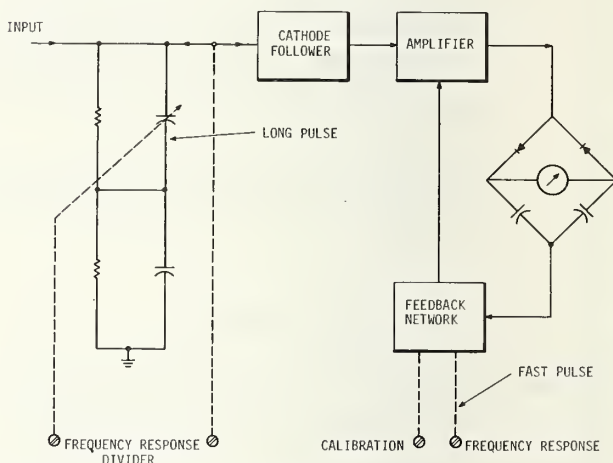 INPUT
CATHODE
FOLLOWER
AMPLIFIER
LONG PULSE
FEEDBACK
NETWORK
FAST PULSE
FREQUENCY RESPONSE
DIVIDER
CALIBRATION
FREQUENCY RESPONSE